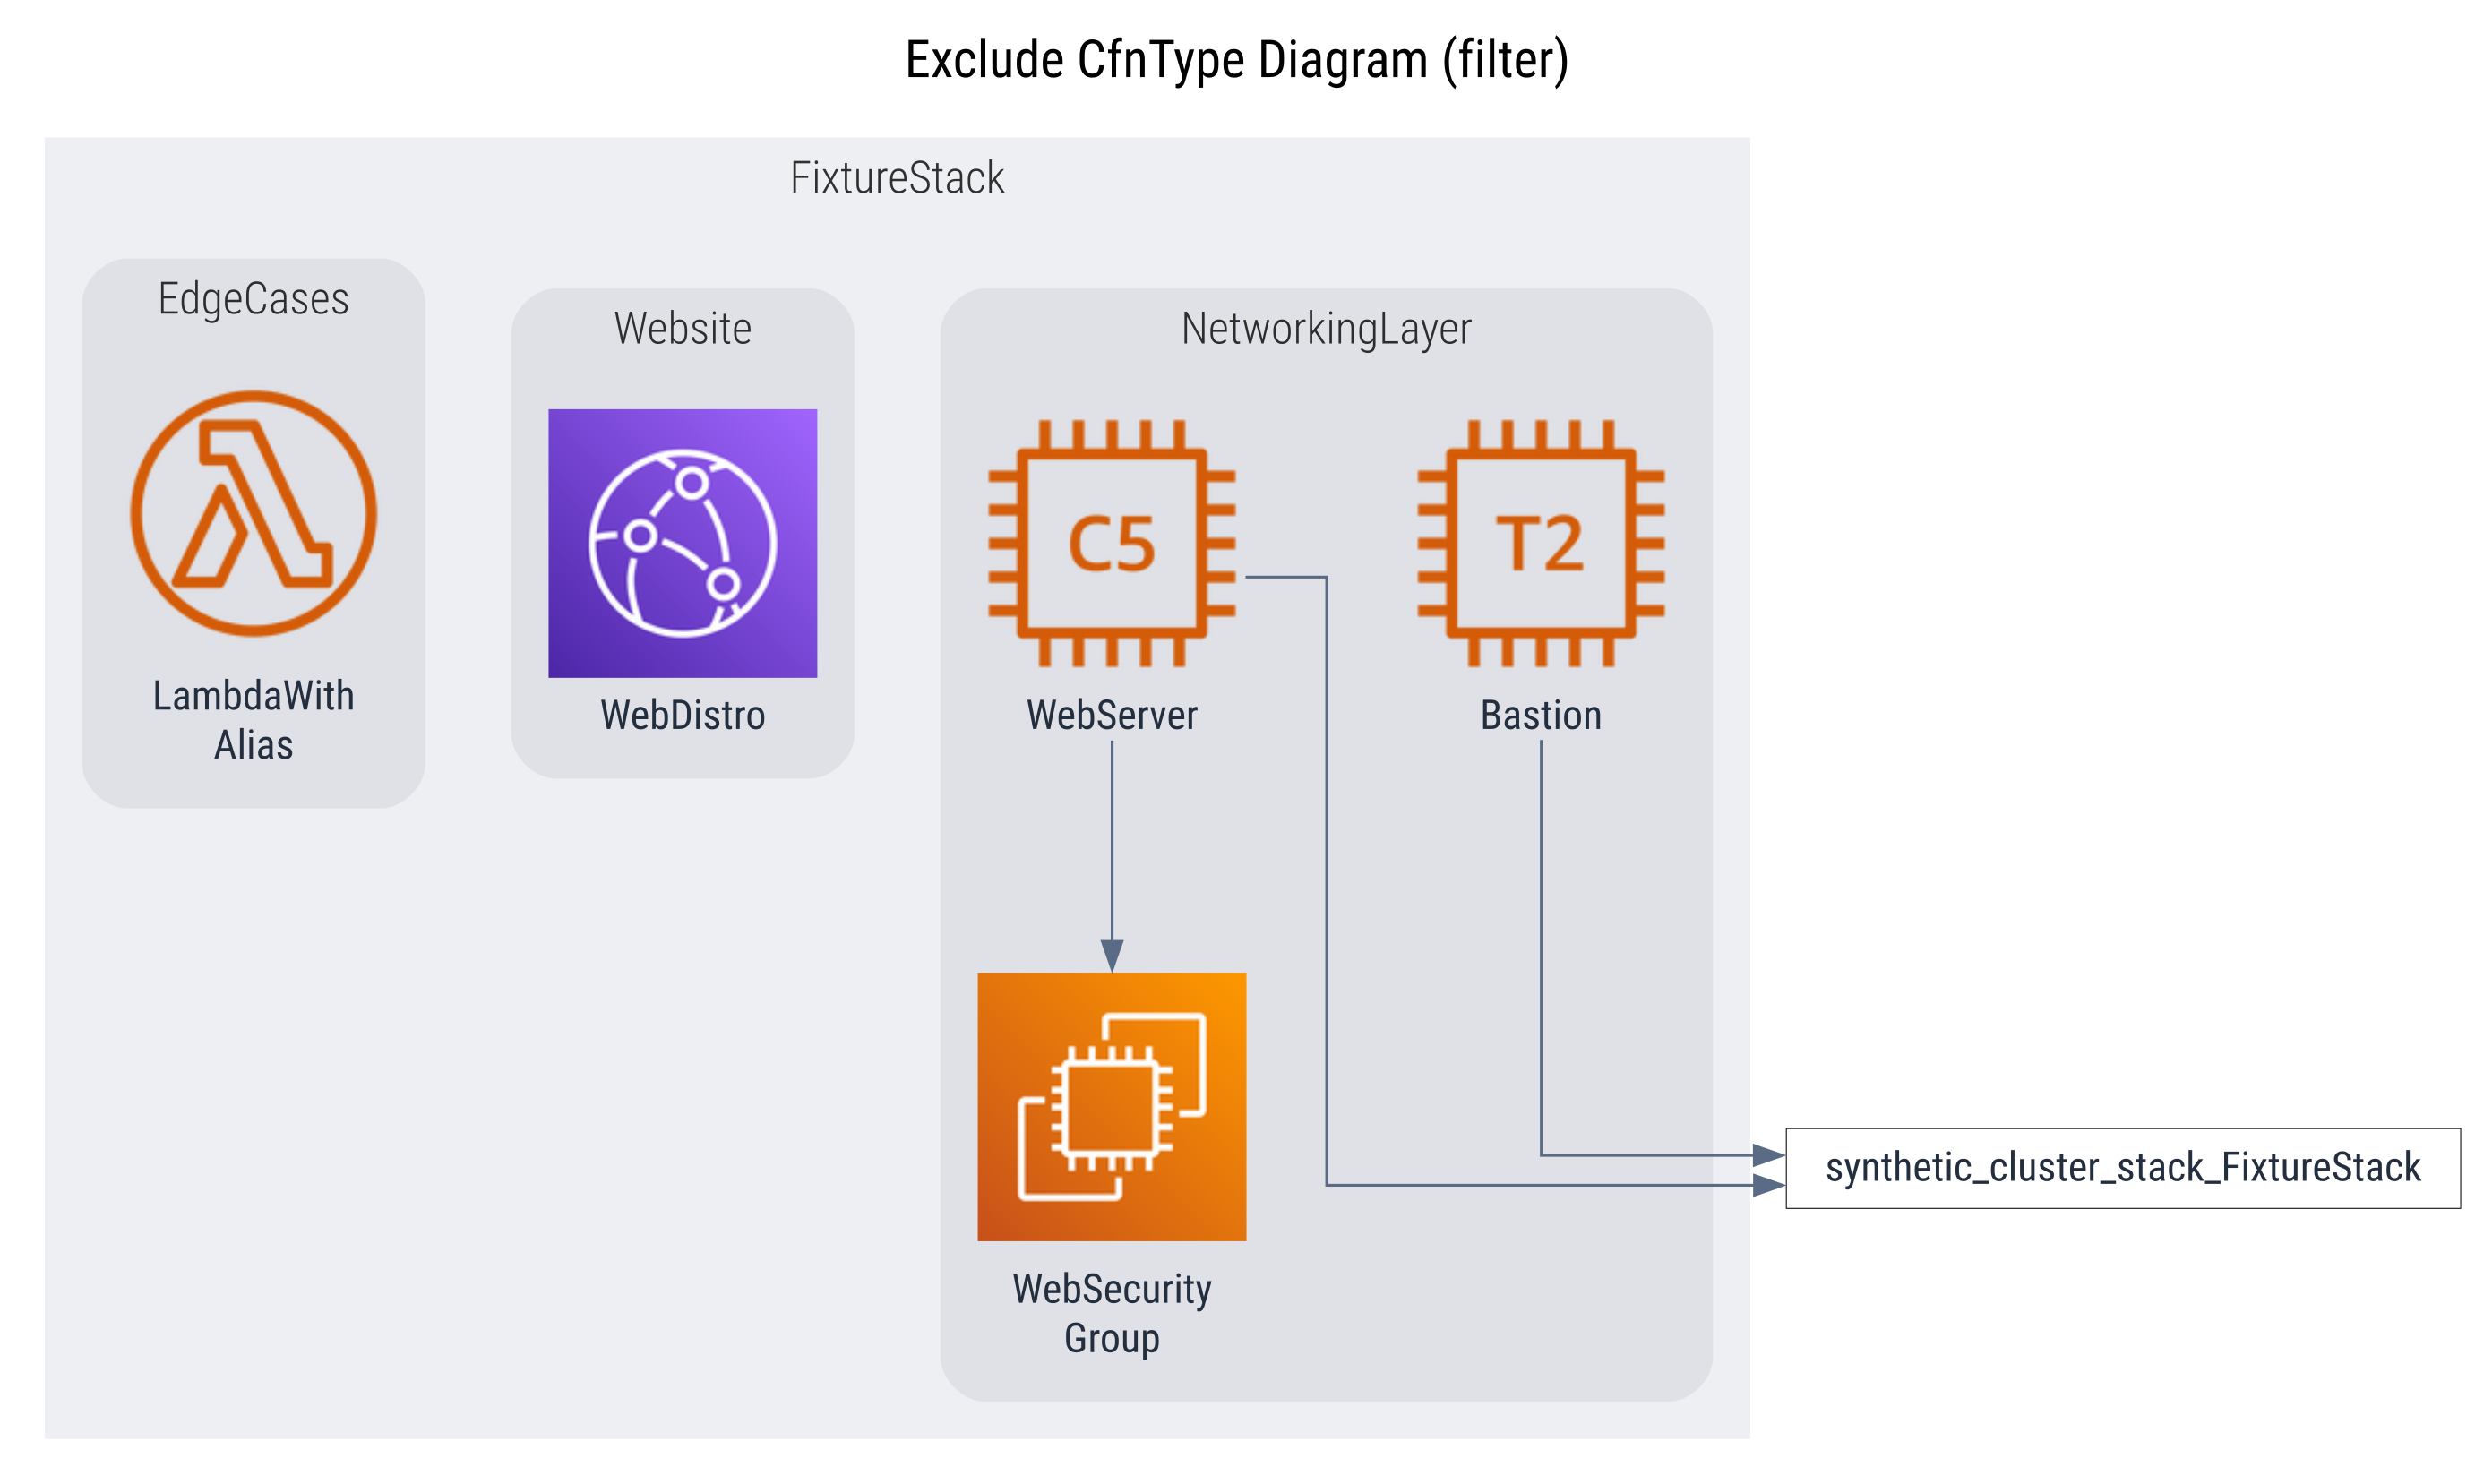 Exclude CfnType Diagram (filter)
FixtureStack
EdgeCases
LambdaWith
Alias
Website
WebDistro
NetworkingLayer
C5
WebServer
T2
Bastion
WebSecurity
Group
synthetic_cluster_stack_FixtureStack